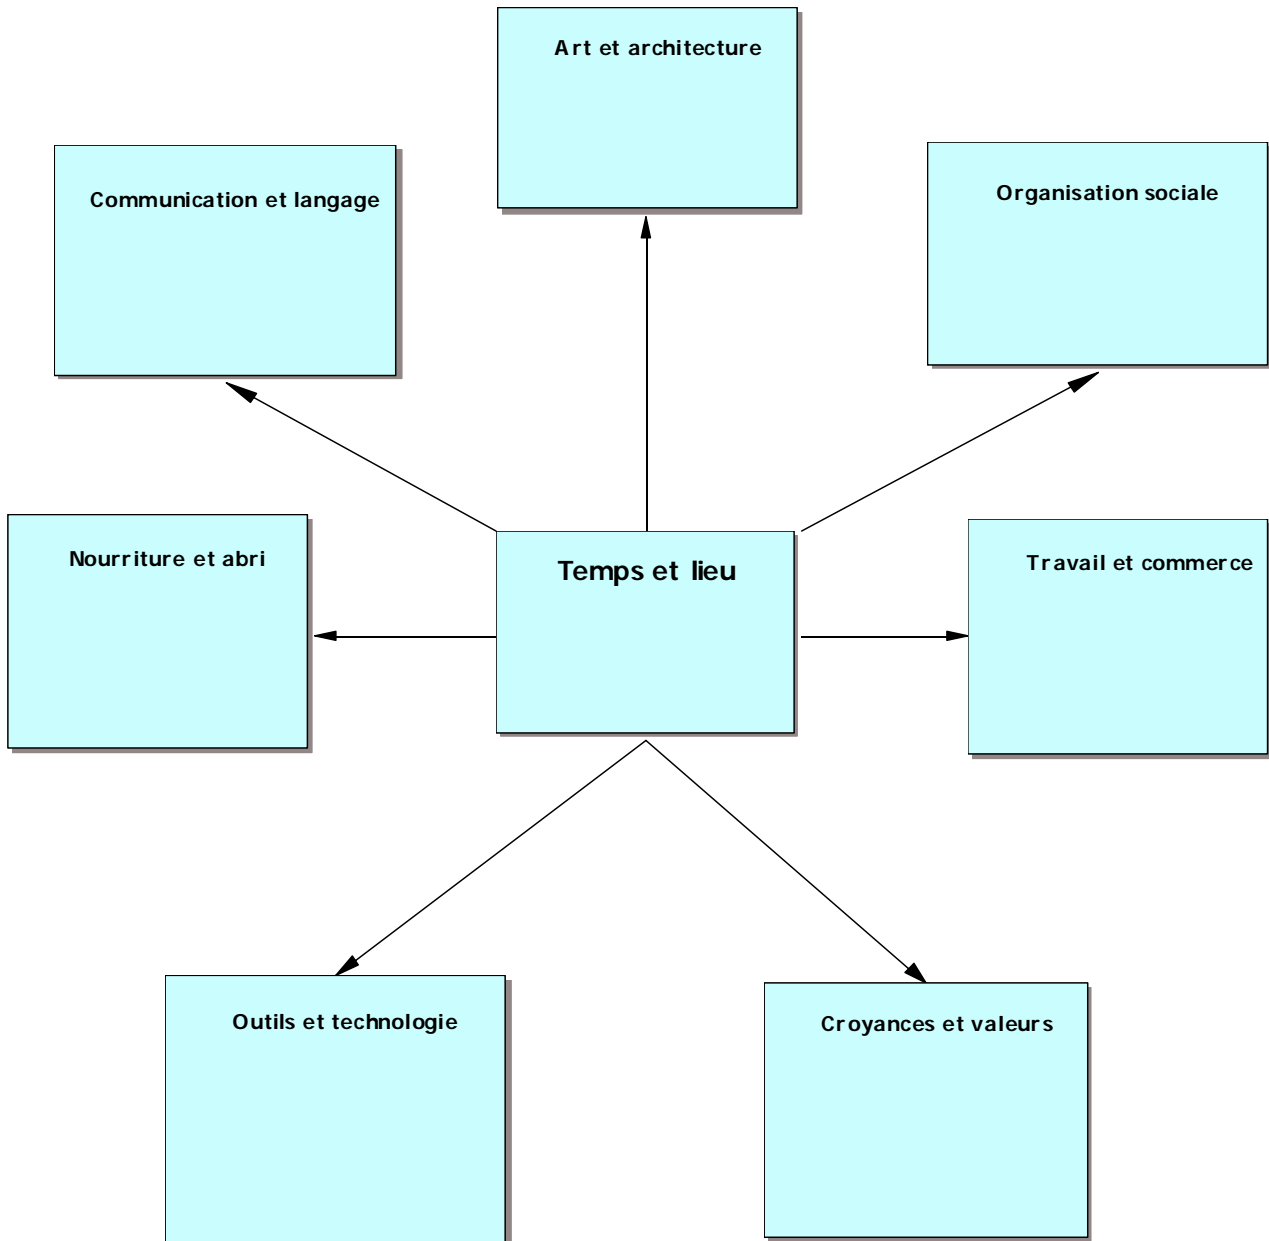 Art et architecture
Communication et langage
Organisation sociale
Nourriture et abri
Temps et lieu
Travail et commerce
Outils et technologie
Croyances et valeurs